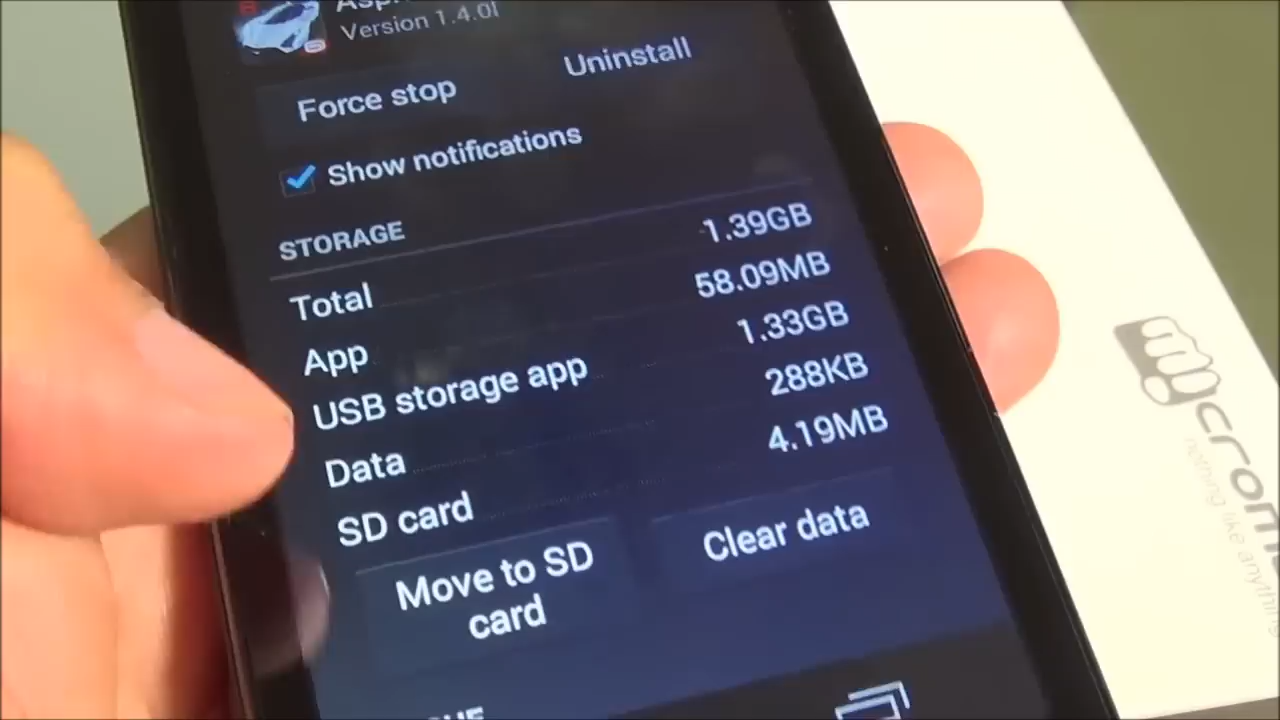 Version 1.4.0l
Force stop
Uninstall
Show notifications
STORAGE
Total 1.39GB
App 58.09MB
USB storage app 1.33GB
Data 288KB
SD card 4.19MB
Move to SD
card
Clear data
nothing like anything